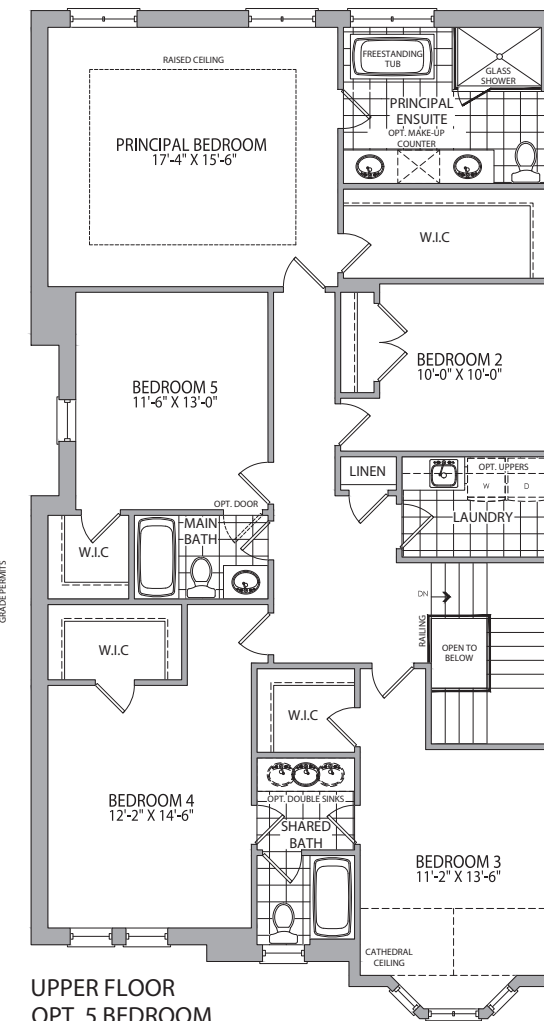 RAISED CEILING
PRINCIPAL BEDROOM
17'-4" X 15'-6"
FREESTANDING
TUB
GLASS
SHOWER
PRINCIPAL
ENSUITE
OPT. MAKE-UP
COUNTER
W.I.C
BEDROOM 2
10'-0" X 10'-0"
BEDROOM 5
11'-6" X 13'-0"
OPT. DOOR
LINEN
OPT. UPPERS
W
D
LAUNDRY
MAIN
BATH
W.I.C
GRADE PERMITS
DN
RAILING
OPEN TO
BELOW
W.I.C
W.I.C
OPT. DOUBLE SINKS
SHARED
BATH
BEDROOM 4
12'-2" X 14'-6"
BEDROOM 3
11'-2" X 13'-6"
CATHEDRAL
CEILING
UPPER FLOOR
OPT. 5 BEDROOM